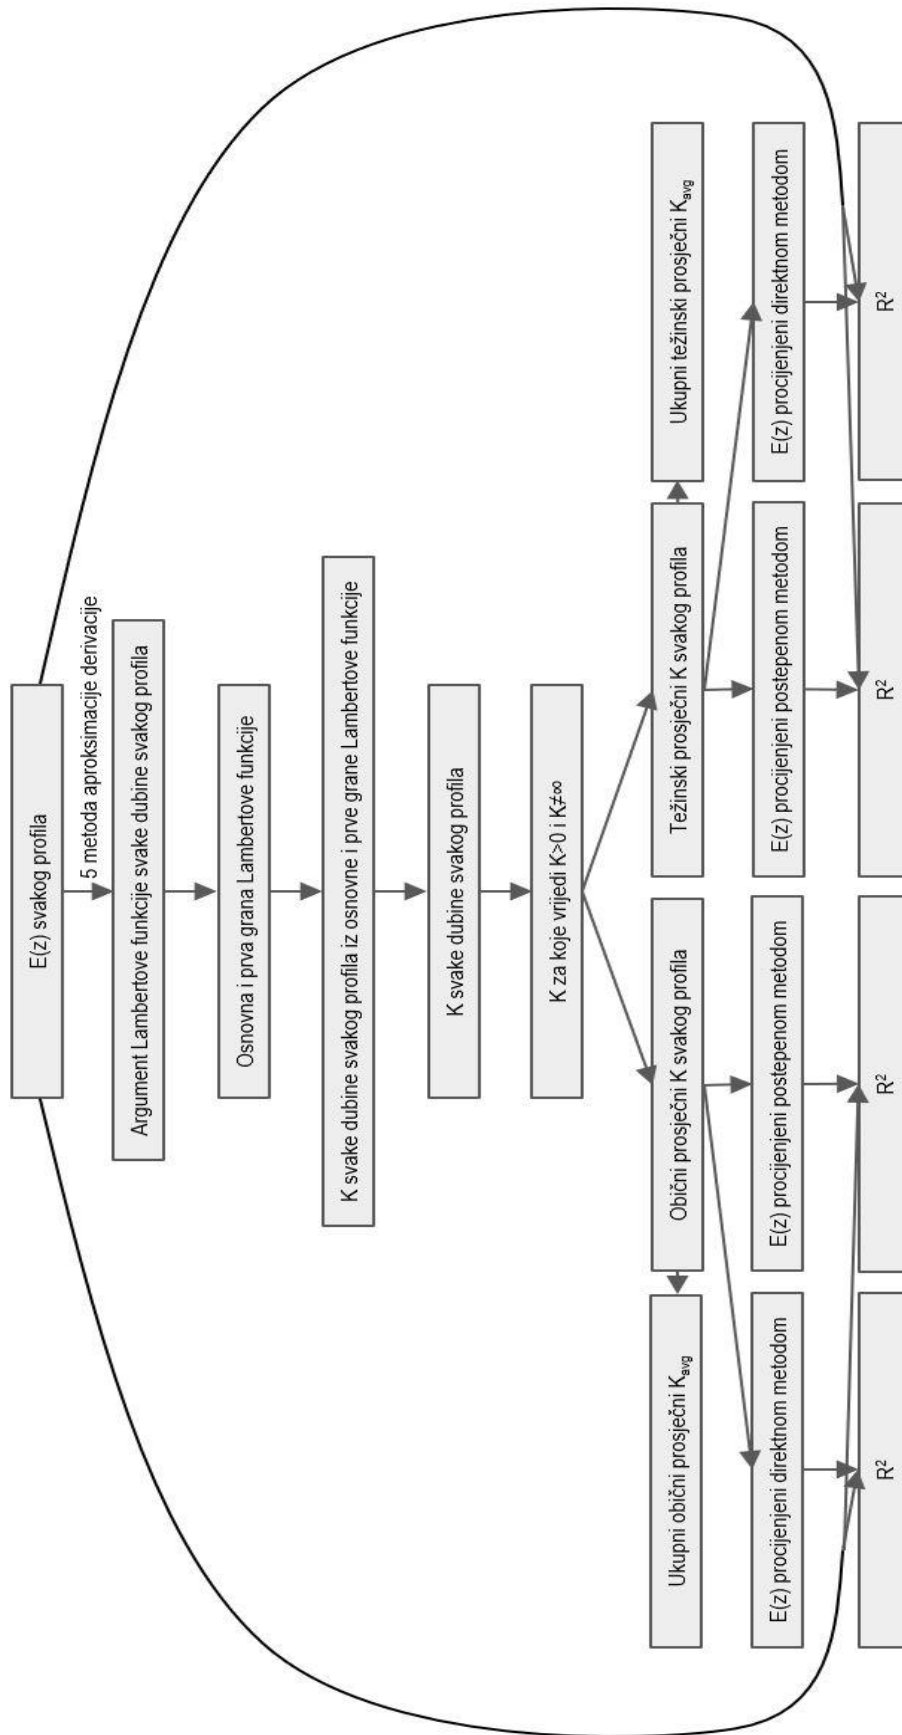 E(z) svakog profila
5 metoda aproksimacije derivacije
Argument Lambertove funkcije svake dubine svakog profila
Osnovna i prva grana Lambertove funkcije
K svake dubine svakog profila iz osnovne i prve grane Lambertove funkcije
K svake dubine svakog profila
K za koje vrijedi K>0 i K≠∞
Ukupni obični prosječni Kavg
Obični prosječni K svakog profila
Težinski prosječni K svakog profila
Ukupni težinski prosječni Kavg
E(z) procijenjeni direktnom metodom
E(z) procijenjeni postepenom metodom
E(z) procijenjeni postepenom metodom
E(z) procijenjeni direktnom metodom
R²
R²
R²
R²